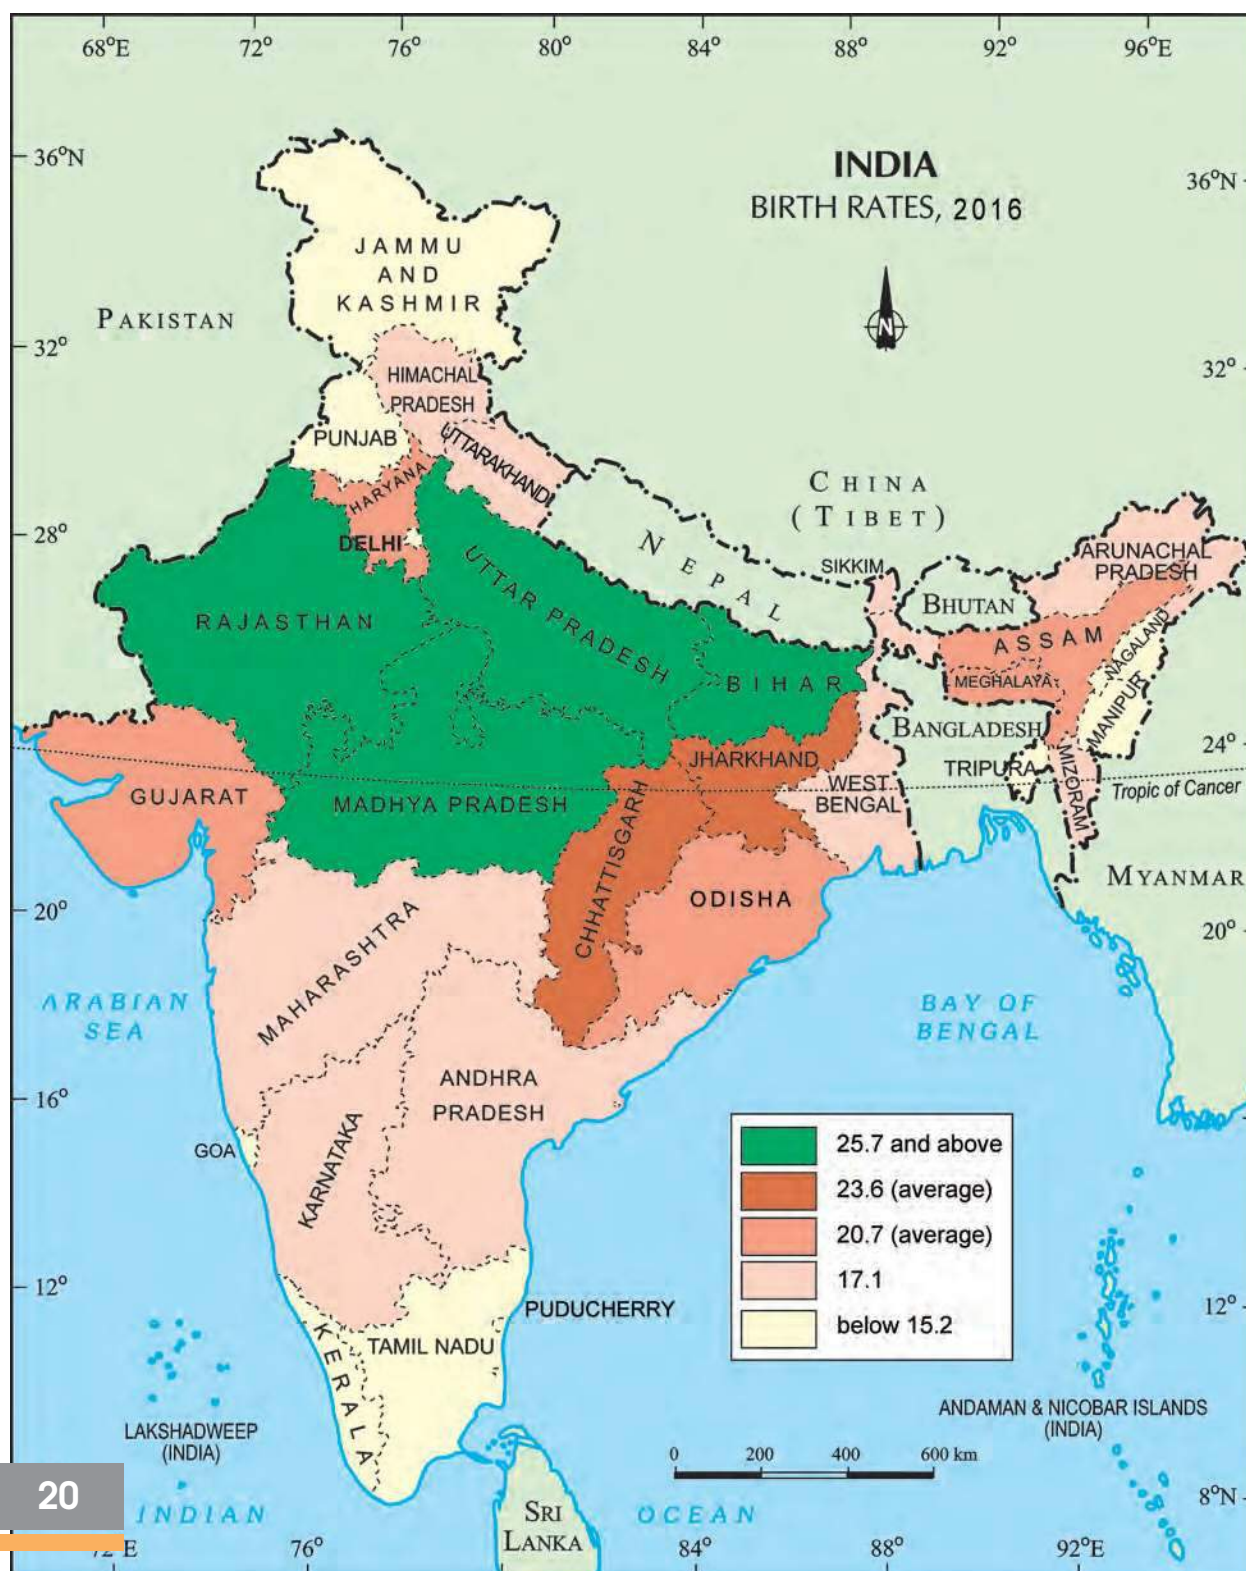 68°E 72° 76° 80° 84° 88° 92° 96°E
36°N
INDIA
BIRTH RATES, 2016
36°N
JAMMU
AND
KASHMIR
N
PAKISTAN
32°
32°
HIMACHAL
PRADESH
PUNJAB
UTTARAKHAND
HARYANA
CHINA
(TIBET)
28°
DELHI
NEPAL
SIKKIM
ARUNACHAL
PRADESH
BHUTAN
UTTAR PRADESH
RAJASTHAN
ASSAM
NAGALAND
BIHAR
MEGHALAYA
MANIPUR
BANGLADESH
24°
JHARKHAND
TRIPURA
MIZORAM
GUJARAT
MADHYA PRADESH
WEST
BENGAL
Tropic of Cancer
CHHATTISGARH
MYANMAR
ODISHA
20°
20°
MAHARASHTRA
ARABIAN
SEA
BAY OF
BENGAL
ANDHRA
PRADESH
16°
GOA
KARNATAKA
25.7 and above
23.6 (average)
20.7 (average)
17.1
below 15.2
12°
12°
PUDUCHERRY
KERALA
TAMIL NADU
LAKSHADWEEP
(INDIA)
ANDAMAN & NICOBAR ISLANDS
(INDIA)
0 200 400 600 km
20
8°N
INDIAN
OCEAN
SRI
LANKA
72°E 76° 84° 88° 92°E